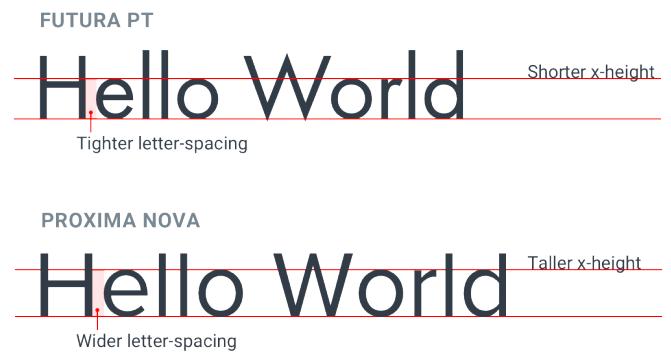 FUTURA PT
Hello World
Shorter x-height
Tighter letter-spacing
PROXIMA NOVA
Hello World
Taller x-height
Wider letter-spacing